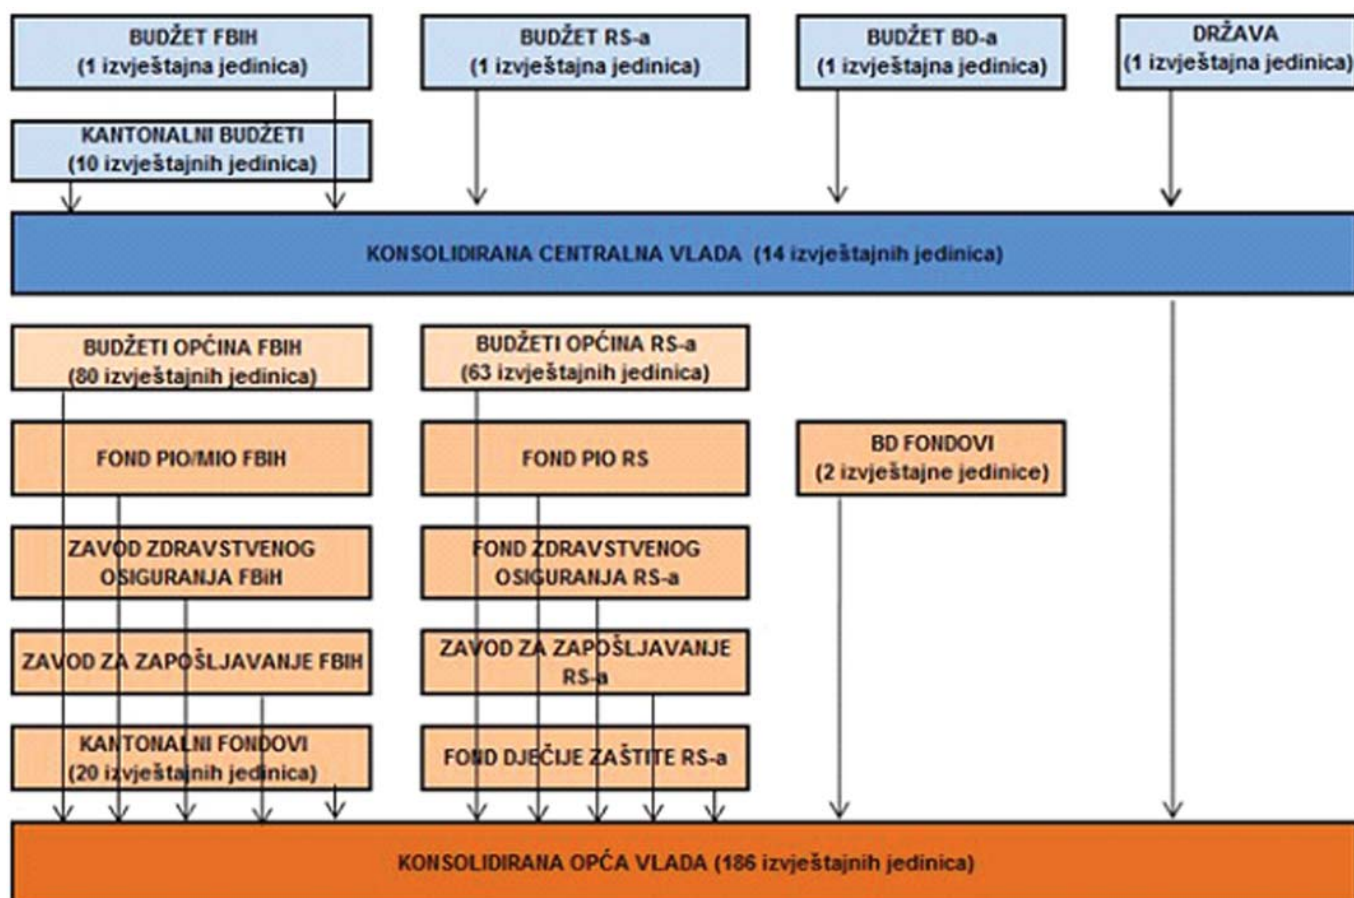 BUDŽET FBIH
(1 izvještajna jedinica)
BUDŽET RS-a
(1 izvještajna jedinica)
BUDŽET BD-a
(1 izvještajna jedinica)
DRŽAVA
(1 izvještajna jedinica)
KANTONALNI BUDŽETI
(10 izvještajnih jedinica)
KONSOLIDIRANA CENTRALNA VLADA (14 izvještajnih jedinica)
BUDŽETI OPĆINA FBIH
(80 izvještajnih jedinica)
BUDŽETI OPĆINA RS-a
(63 izvještajnih jedinica)
FOND PIO/MIO FBIH
FOND PIO RS
BD FONDOVI
(2 izvještajne jedinice)
ZAVOD ZDRAVSTVENOG
OSIGURANJA FBiH
FOND ZDRAVSTVENOG
OSIGURANJA RS-a
ZAVOD ZA ZAPOŠLJAVANJE FBIH
ZAVOD ZA ZAPOŠLJAVANJE
RS-a
KANTONALNI FONDOVI
(20 izvještajnih jedinica)
FOND DJEČIJE ZAŠTITE RS-a
KONSOLIDIRANA OPĆA VLADA (186 izvještajnih jedinica)